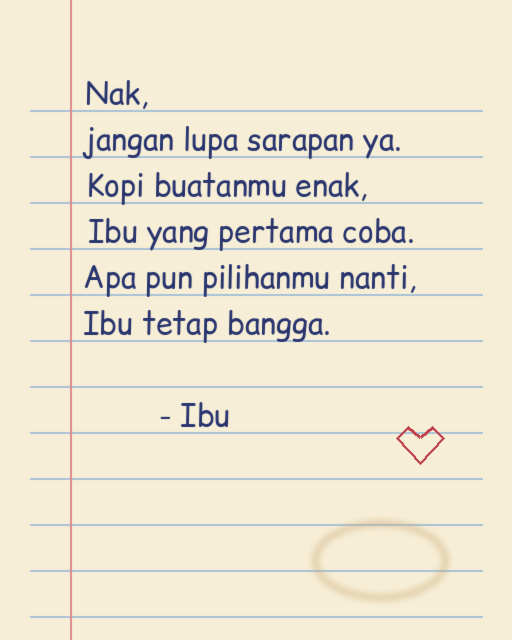 Nak,
jangan lupa sarapan ya.
Kopi buatanmu enak,
Ibu yang pertama coba.
Apa pun pilihanmu nanti,
Ibu tetap bangga.
- Ibu